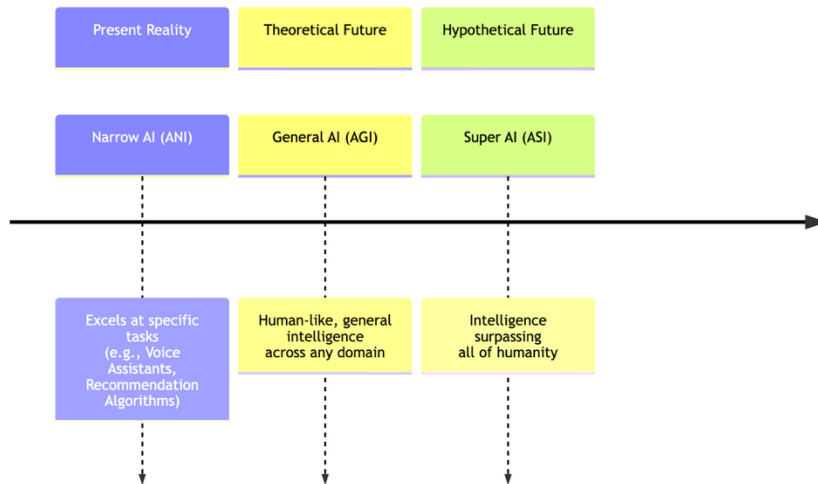 Present Reality
Theoretical Future
Hypothetical Future
Narrow AI (ANI)
General AI (AGI)
Super AI (ASI)
Excels at specific
tasks
(e.g., Voice
Assistants,
Recommendation
Algorithms)
Human-like, general
intelligence
across any domain
Intelligence
surpassing
all of humanity